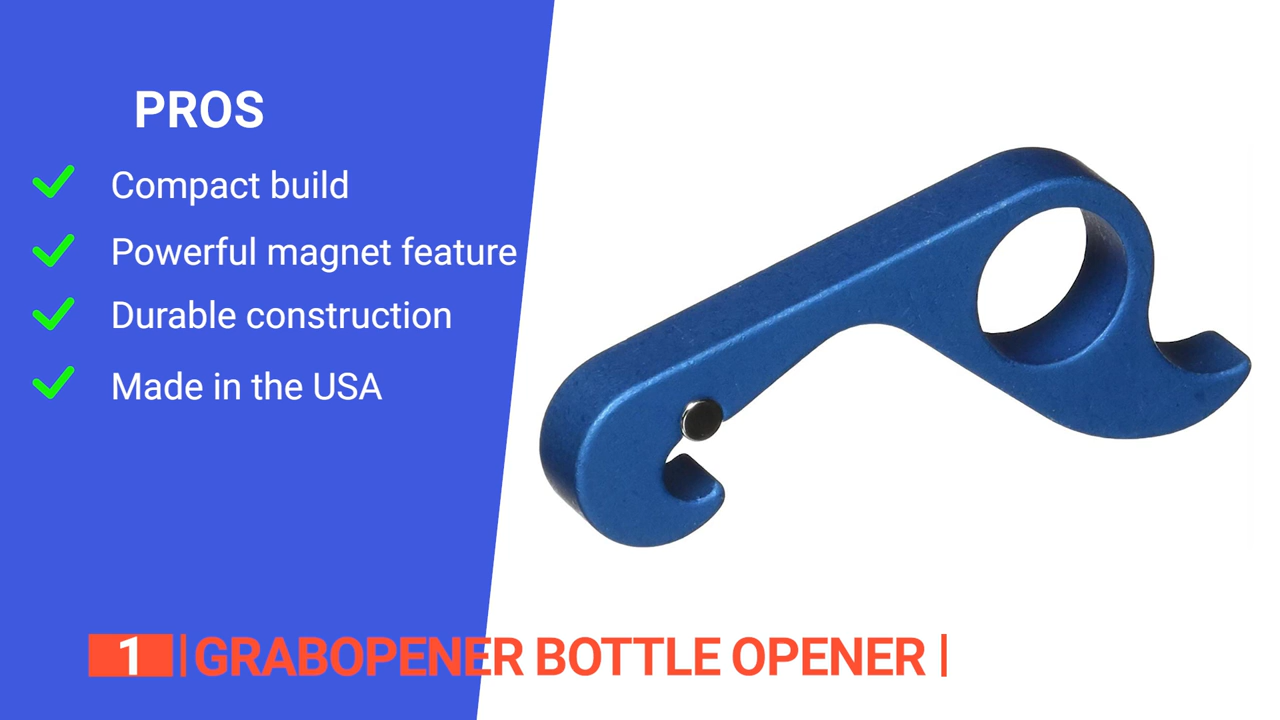 PROS
Compact build
Powerful magnet feature
Durable construction
Made in the USA
1 | GRABOPENER BOTTLE OPENER |